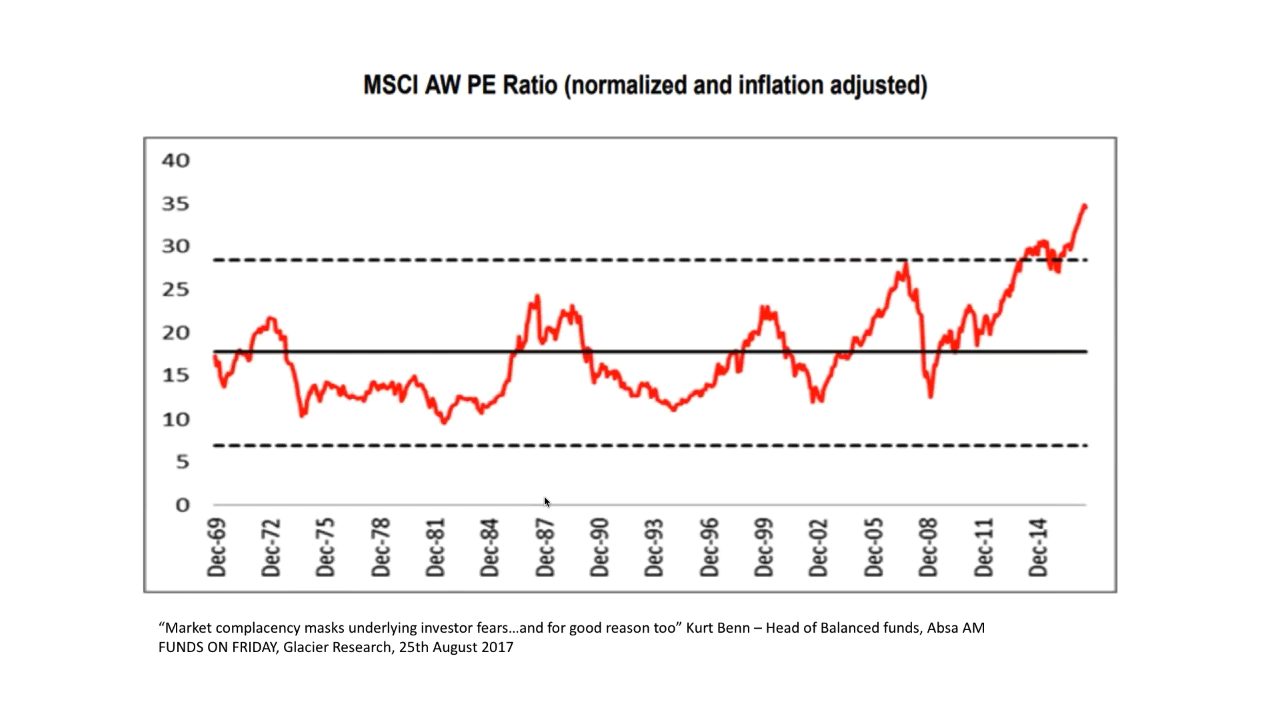 MSCI AW PE Ratio (normalized and inflation adjusted)
40
35
30
25
20
15
10
5
0
Dec-69
Dec-72
Dec-75
Dec-78
Dec-81
Dec-84
Dec-87
Dec-90
Dec-93
Dec-96
Dec-99
Dec-02
Dec-05
Dec-08
Dec-11
Dec-14
“Market complacency masks underlying investor fears…and for good reason too” Kurt Benn – Head of Balanced funds, Absa AM
FUNDS ON FRIDAY, Glacier Research, 25th August 2017